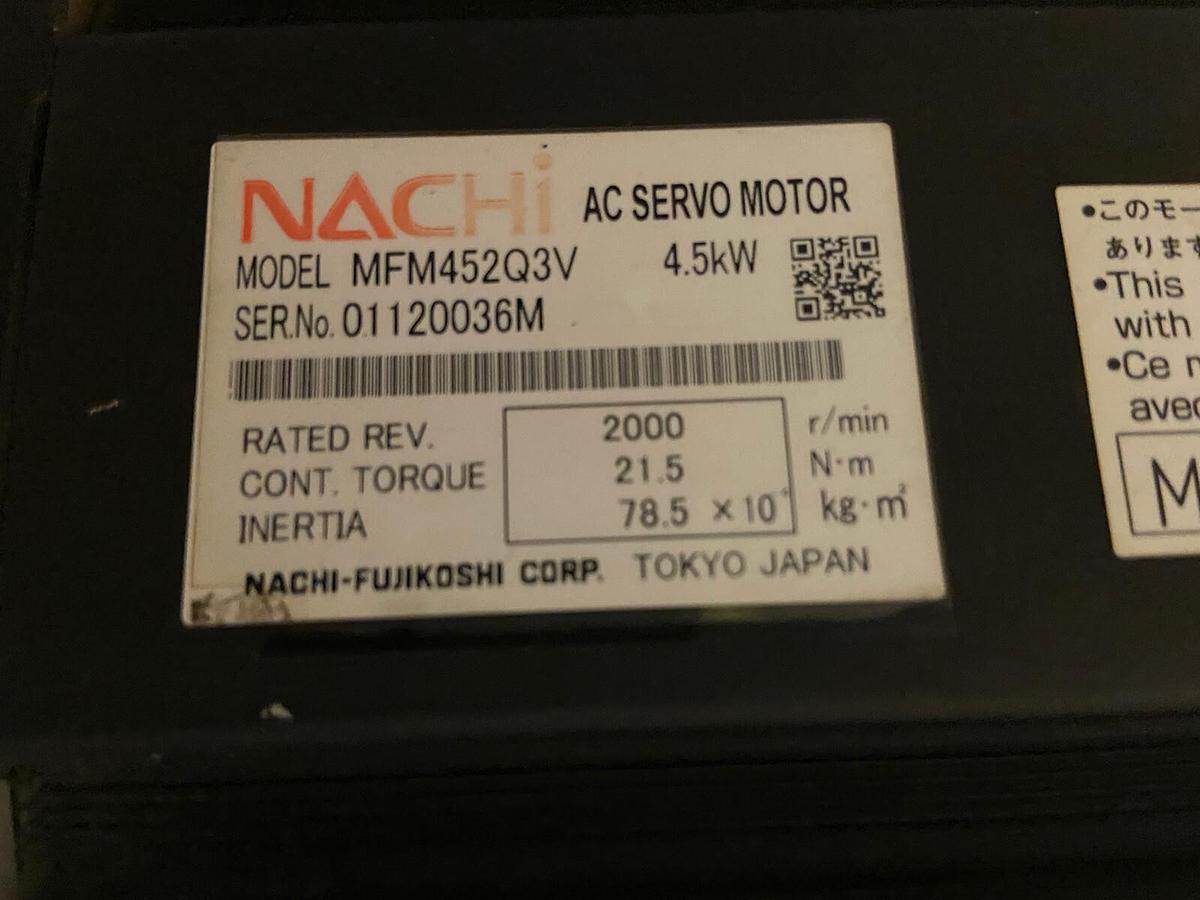 NACHi AC SERVO MOTOR
MODEL MFM452Q3V 4.5kW
SER.No. 01120036M
RATED REV. 2000 r/min
CONT. TORQUE 21.5 N·m
INERTIA 78.5 ×10 kg·m²
NACHI-FUJIKOSHI CORP. TOKYO JAPAN
•このモー
あります
•This
with
•Ce
avec
M